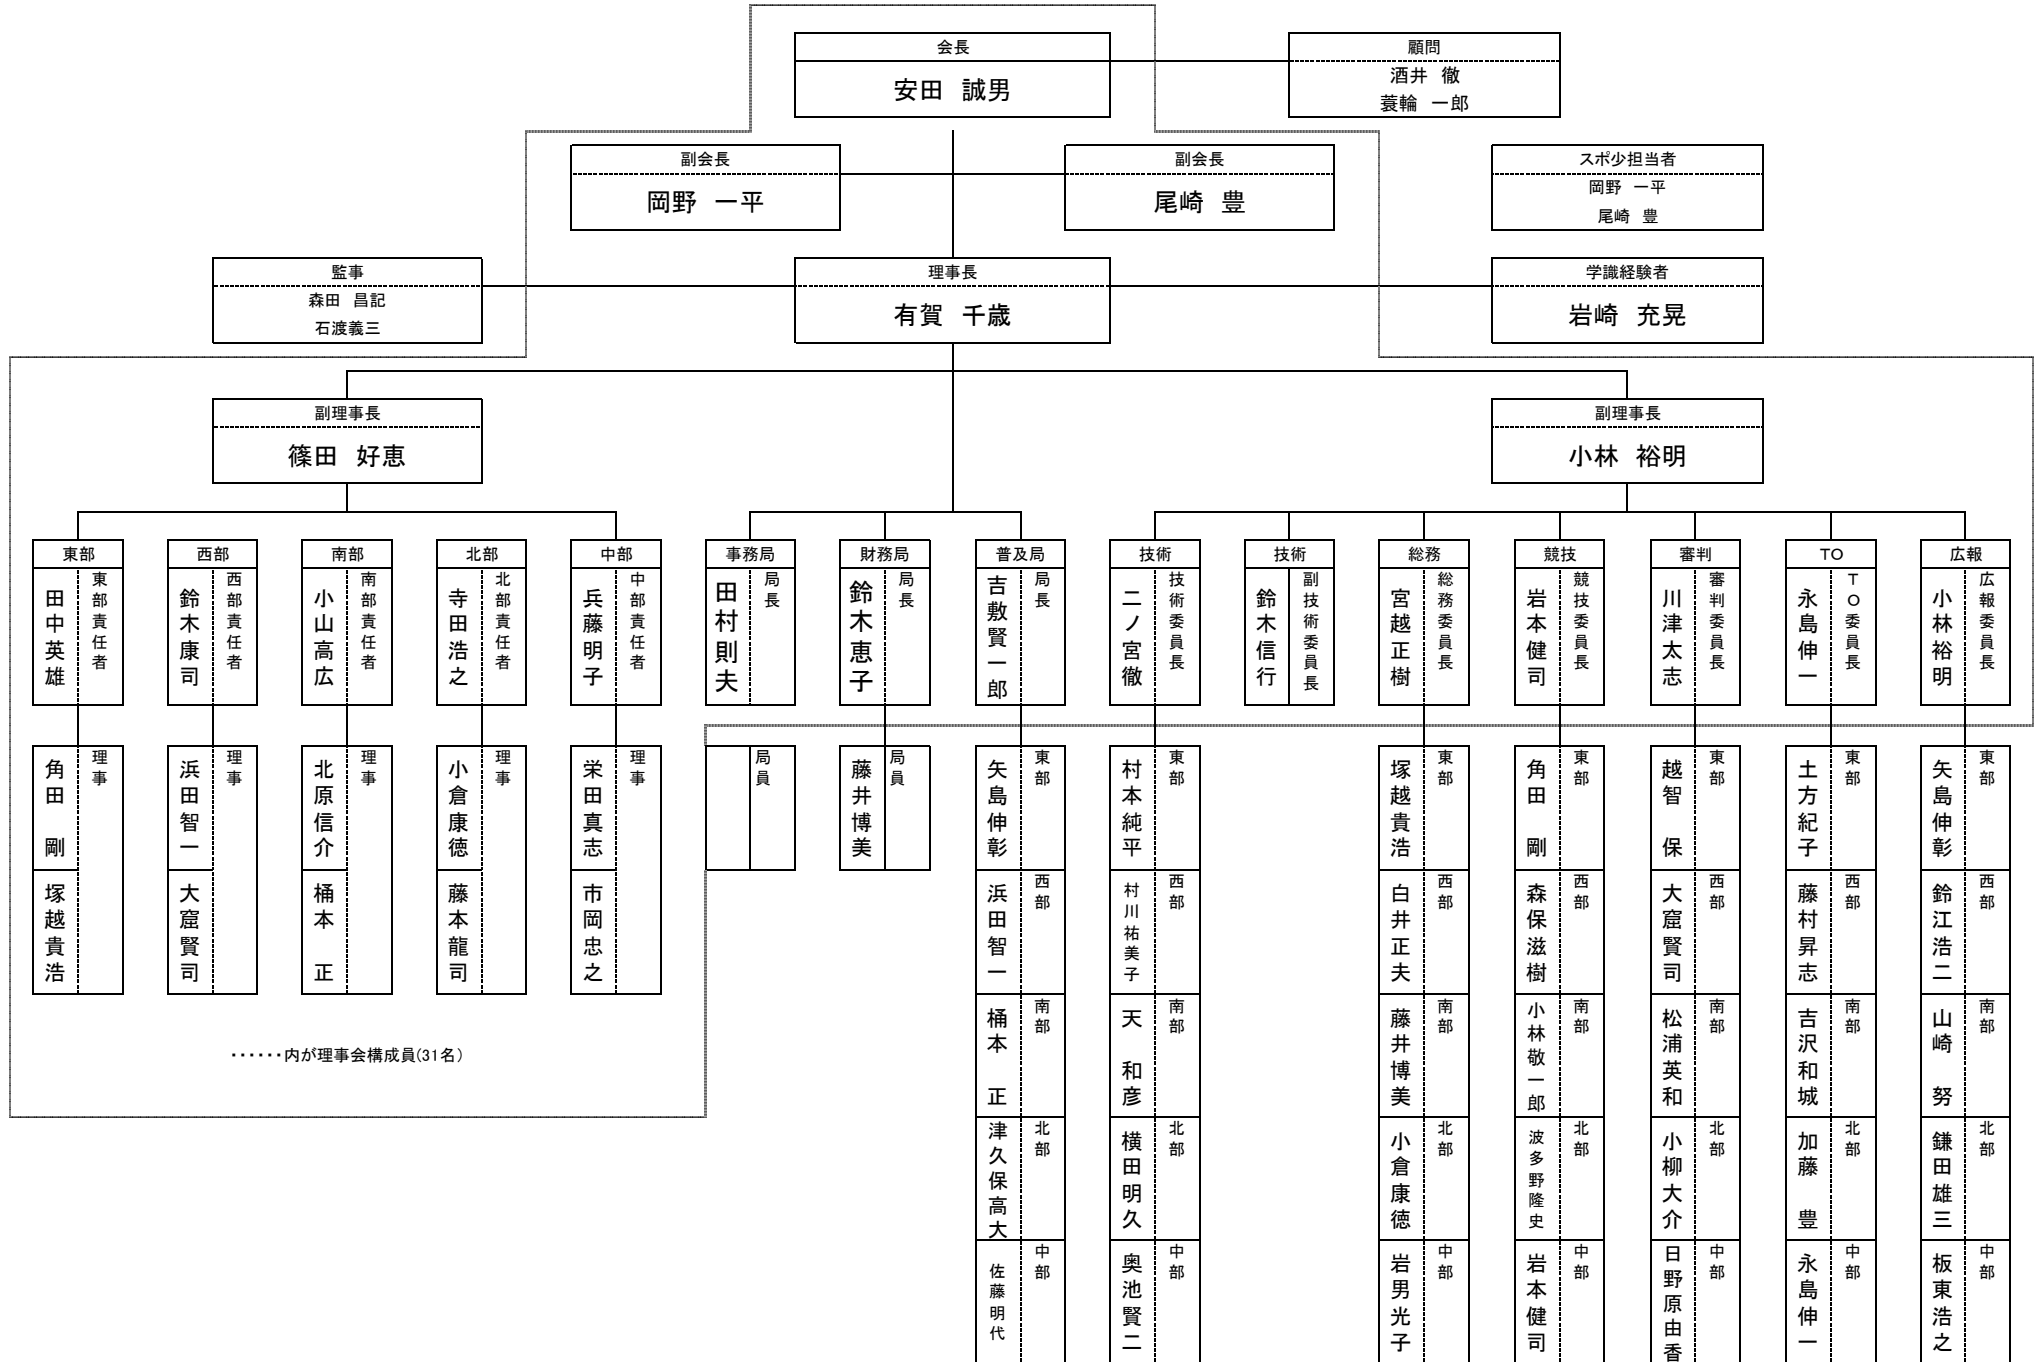 会長
安田　誠男
顧問
酒井　徹
蓑輪　一郎
副会長
岡野　一平
副会長
尾崎　豊
スポ少担当者
岡野　一平
尾崎　豊
監事
森田　昌記
石渡義三
理事長
有賀　千歳
学識経験者
岩崎　充晃
副理事長
篠田　好恵
副理事長
小林　裕明
東部
東部責任者
田中英雄
西部
西部責任者
鈴木康司
南部
南部責任者
小山高広
北部
北部責任者
寺田浩之
中部
中部責任者
兵藤明子
事務局
局長
田村則夫
財務局
局長
鈴木恵子
普及局
局長
吉敷賢一郎
技術
技術委員長
二ノ宮徹
技術
副技術委員長
鈴木信行
総務
総務委員長
宮越正樹
競技
競技委員長
岩本健司
審判
審判委員長
川津太志
TO
TO委員長
永島伸一
広報
広報委員長
小林裕明
理事
角田　剛
塚越貴浩
理事
浜田智一
大窟賢司
理事
北原信介
桶本　正
理事
小倉康徳
藤本龍司
理事
栄田真志
市岡忠之
局員
局員
藤井博美
東部
矢島伸彰
西部
浜田智一
南部
桶本　正
北部
津久保高大
中部
佐藤明代
東部
村本純平
西部
村川祐美子
南部
天　和彦
北部
横田明久
中部
奥池賢二
東部
塚越貴浩
西部
白井正夫
南部
藤井博美
北部
小倉康徳
中部
岩男光子
東部
角田　剛
西部
森保滋樹
南部
小林敬一郎
北部
波多野隆史
中部
岩本健司
東部
越智　保
西部
大窟賢司
南部
松浦英和
北部
小柳大介
中部
日野原由香
東部
土方紀子
西部
藤村昇志
南部
吉沢和城
北部
加藤　豊
中部
永島伸一
東部
矢島伸彰
西部
鈴江浩二
南部
山崎　努
北部
鎌田雄三
中部
板東浩之
・・・・・・内が理事会構成員(31名)